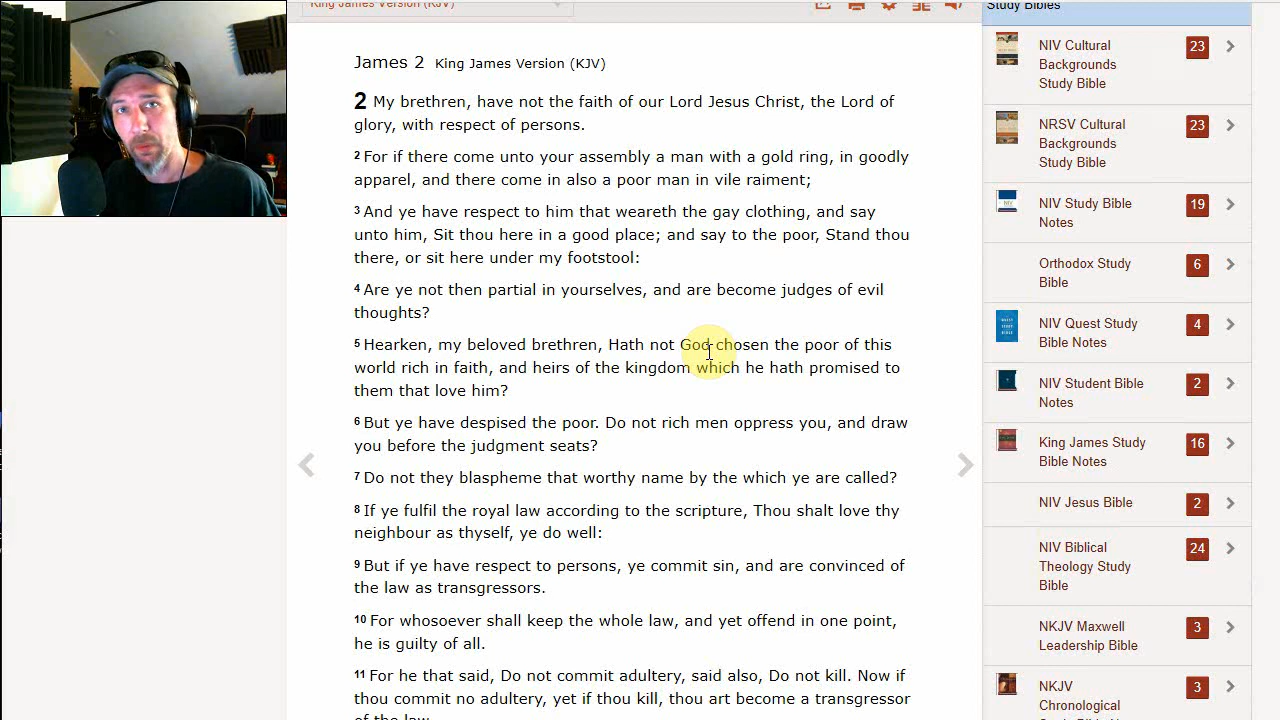 King James Version (KJV)
James 2 King James Version (KJV)
2 My brethren, have not the faith of our Lord Jesus Christ, the Lord of
glory, with respect of persons.
2 For if there come unto your assembly a man with a gold ring, in goodly
apparel, and there come in also a poor man in vile raiment;
3 And ye have respect to him that weareth the gay clothing, and say
unto him, Sit thou here in a good place; and say to the poor, Stand thou
there, or sit here under my footstool:
4 Are ye not then partial in yourselves, and are become judges of evil
thoughts?
5 Hearken, my beloved brethren, Hath not God chosen the poor of this
world rich in faith, and heirs of the kingdom which he hath promised to
them that love him?
6 But ye have despised the poor. Do not rich men oppress you, and draw
you before the judgment seats?
7 Do not they blaspheme that worthy name by the which ye are called?
8 If ye fulfil the royal law according to the scripture, Thou shalt love thy
neighbour as thyself, ye do well:
9 But if ye have respect to persons, ye commit sin, and are convinced of
the law as transgressors.
10 For whosoever shall keep the whole law, and yet offend in one point,
he is guilty of all.
11 For he that said, Do not commit adultery, said also, Do not kill. Now if
thou commit no adultery, yet if thou kill, thou art become a transgressor
of the law.
Study Bibles
NIV Cultural 23
Backgrounds
Study Bible
NRSV Cultural 23
Backgrounds
Study Bible
NIV Study Bible 19
Notes
Orthodox Study 6
Bible
NIV Quest Study 4
Bible Notes
NIV Student Bible 2
Notes
King James Study 16
Bible Notes
NIV Jesus Bible 2
NIV Biblical 24
Theology Study
Bible
NKJV Maxwell 3
Leadership Bible
NKJV 3
Chronological